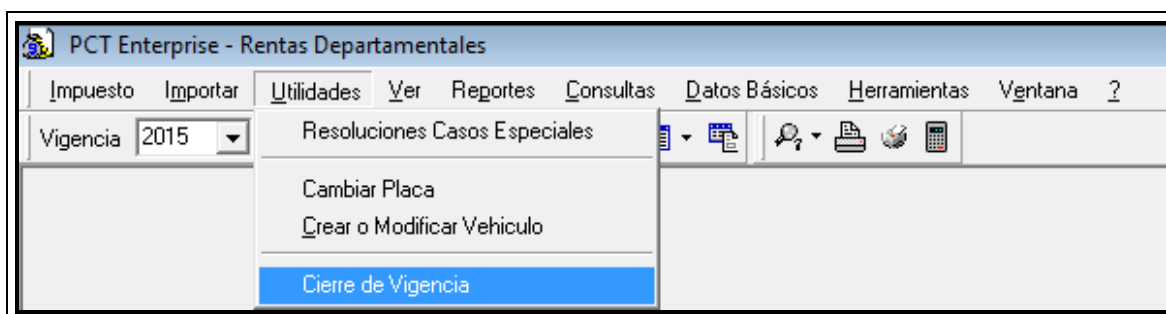 PCT Enterprise - Rentas Departamentales
Impuesto Importar Utilidades Ver Reportes Consultas Datos Básicos Herramientas Ventana ?
Vigencia 2015
Resoluciones Casos Especiales
Cambiar Placa
Crear o Modificar Vehiculo
Cierre de Vigencia